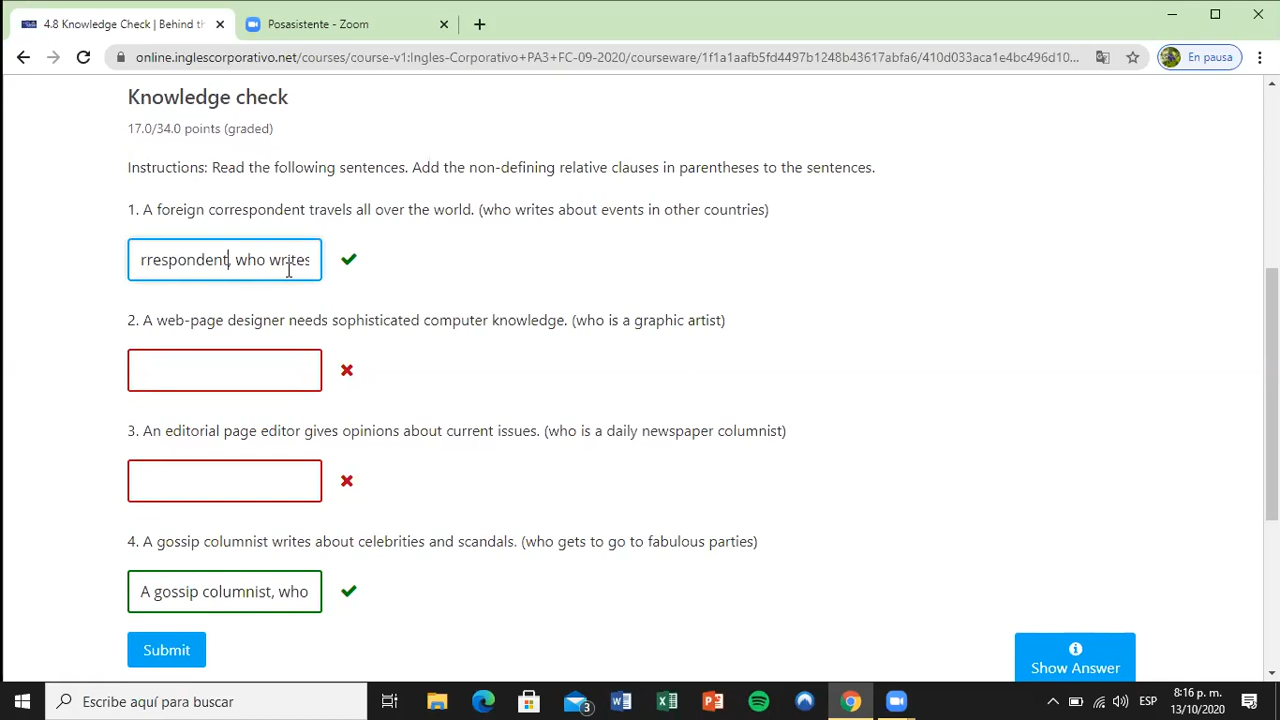 4.8 Knowledge Check | Behind th
Posasistente - Zoom
online.inglescorporativo.net/courses/course-v1:Ingles-Corporativo+PA3+FC-09-2020/courseware/1f1a1aafb5fd4497b1248b43617abfa6/410d033aca1e4bc496d10...
En pausa
Knowledge check
17.0/34.0 points (graded)
Instructions: Read the following sentences. Add the non-defining relative clauses in parentheses to the sentences.
1. A foreign correspondent travels all over the world. (who writes about events in other countries)
rrespondent, who writes
2. A web-page designer needs sophisticated computer knowledge. (who is a graphic artist)
3. An editorial page editor gives opinions about current issues. (who is a daily newspaper columnist)
4. A gossip columnist writes about celebrities and scandals. (who gets to go to fabulous parties)
A gossip columnist, who
Submit
Show Answer
Escribe aquí para buscar
3
ESP
8:16 p. m.
13/10/2020